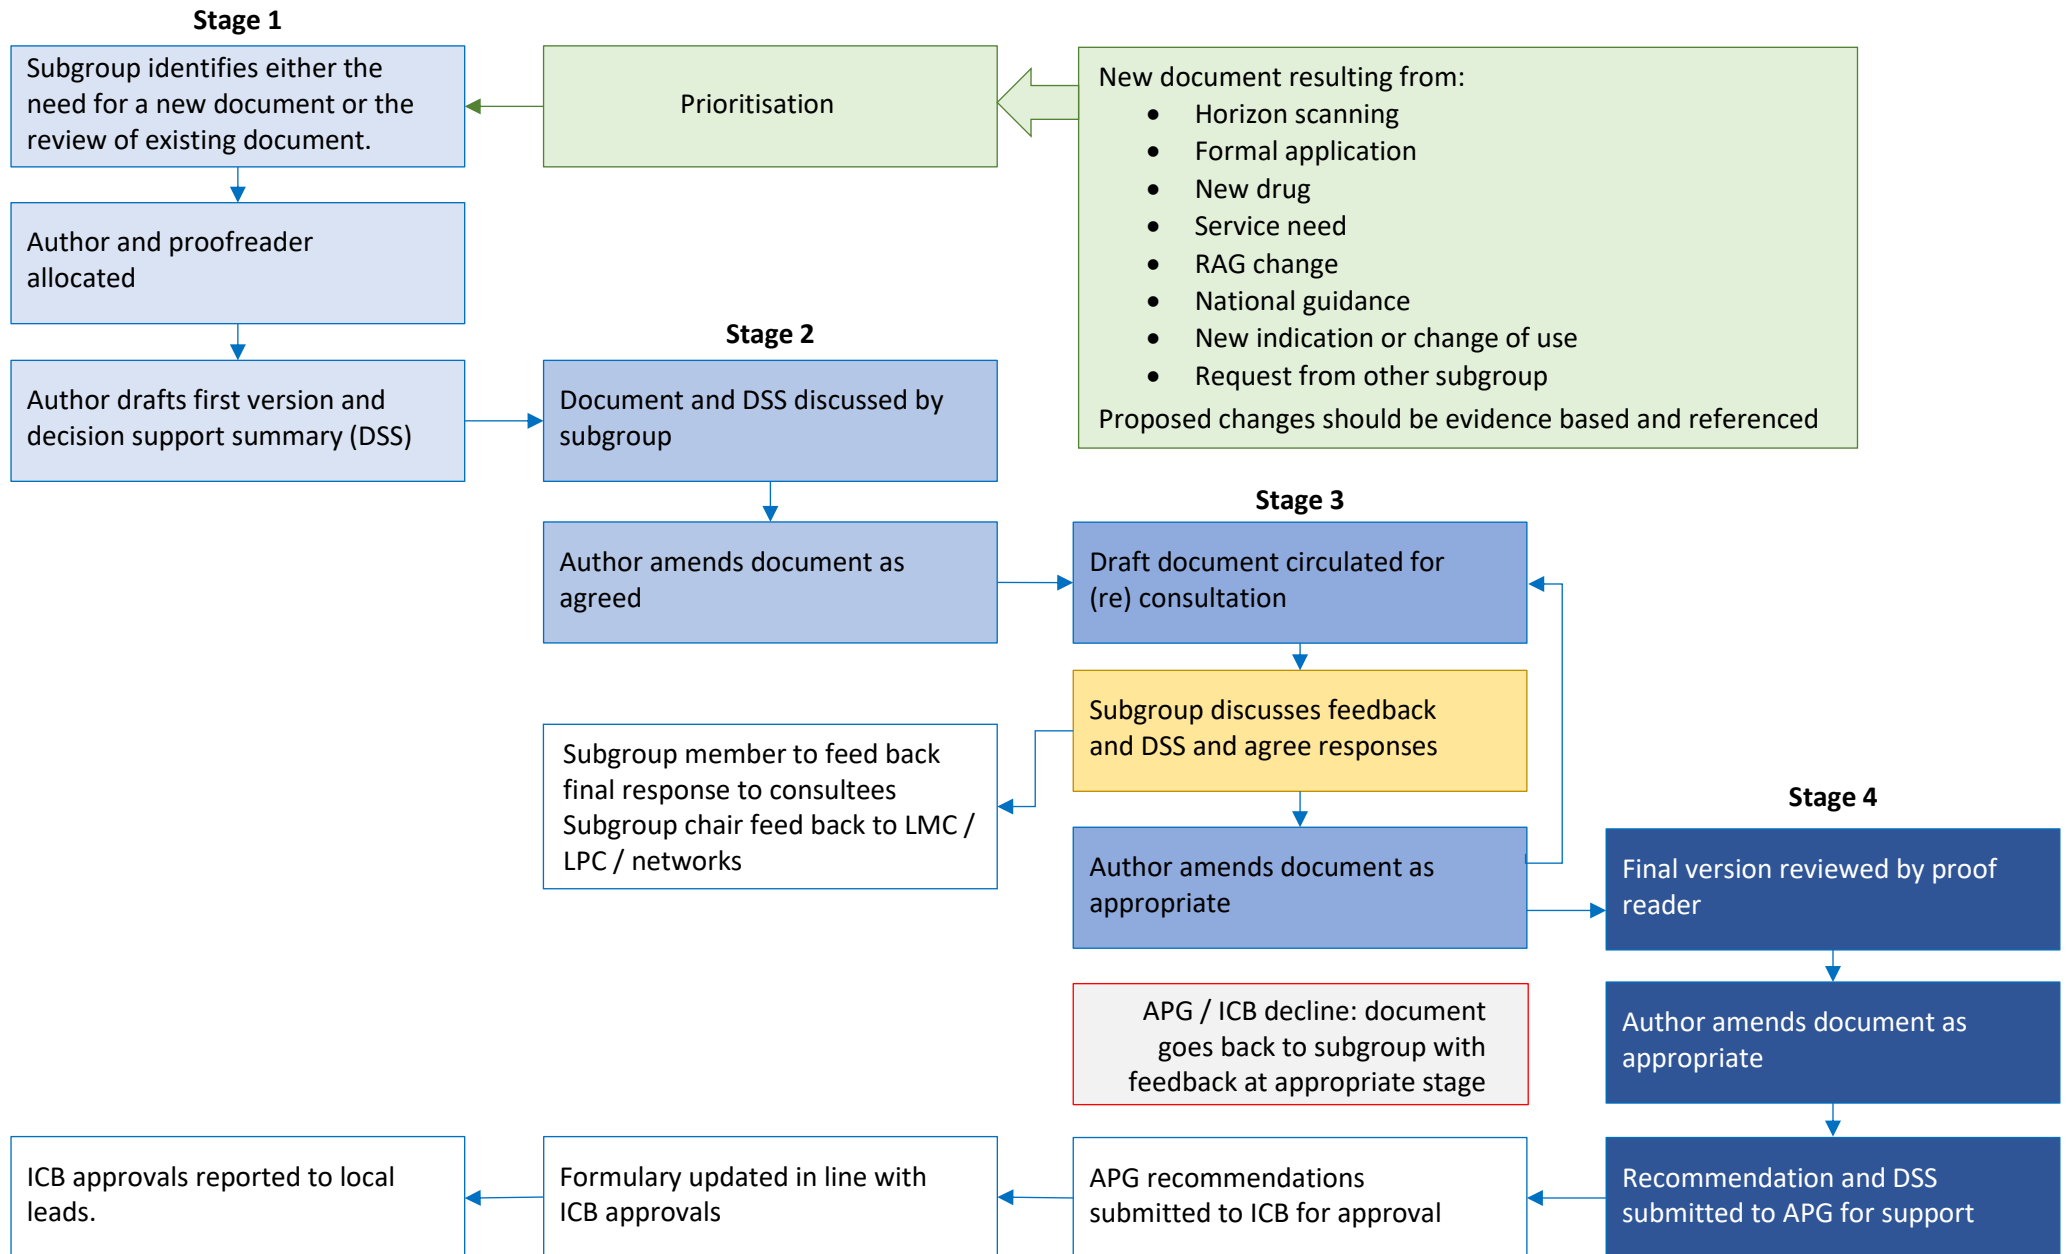 Stage 1
Subgroup identifies either the
need for a new document or the
review of existing document.
Prioritisation
New document resulting from:
• Horizon scanning
• Formal application
• New drug
• Service need
• RAG change
• National guidance
• New indication or change of use
• Request from other subgroup
Proposed changes should be evidence based and referenced
Author and proofreader
allocated
Author drafts first version and
decision support summary (DSS)
Stage 2
Document and DSS discussed by
subgroup
Author amends document as
agreed
Stage 3
Draft document circulated for
(re) consultation
Subgroup discusses feedback
and DSS and agree responses
Subgroup member to feed back
final response to consultees
Subgroup chair feed back to LMC /
LPC / networks
Author amends document as
appropriate
Stage 4
Final version reviewed by proof
reader
Author amends document as
appropriate
APG / ICB decline: document
goes back to subgroup with
feedback at appropriate stage
Recommendation and DSS
submitted to APG for support
APG recommendations
submitted to ICB for approval
Formulary updated in line with
ICB approvals
ICB approvals reported to local
leads.